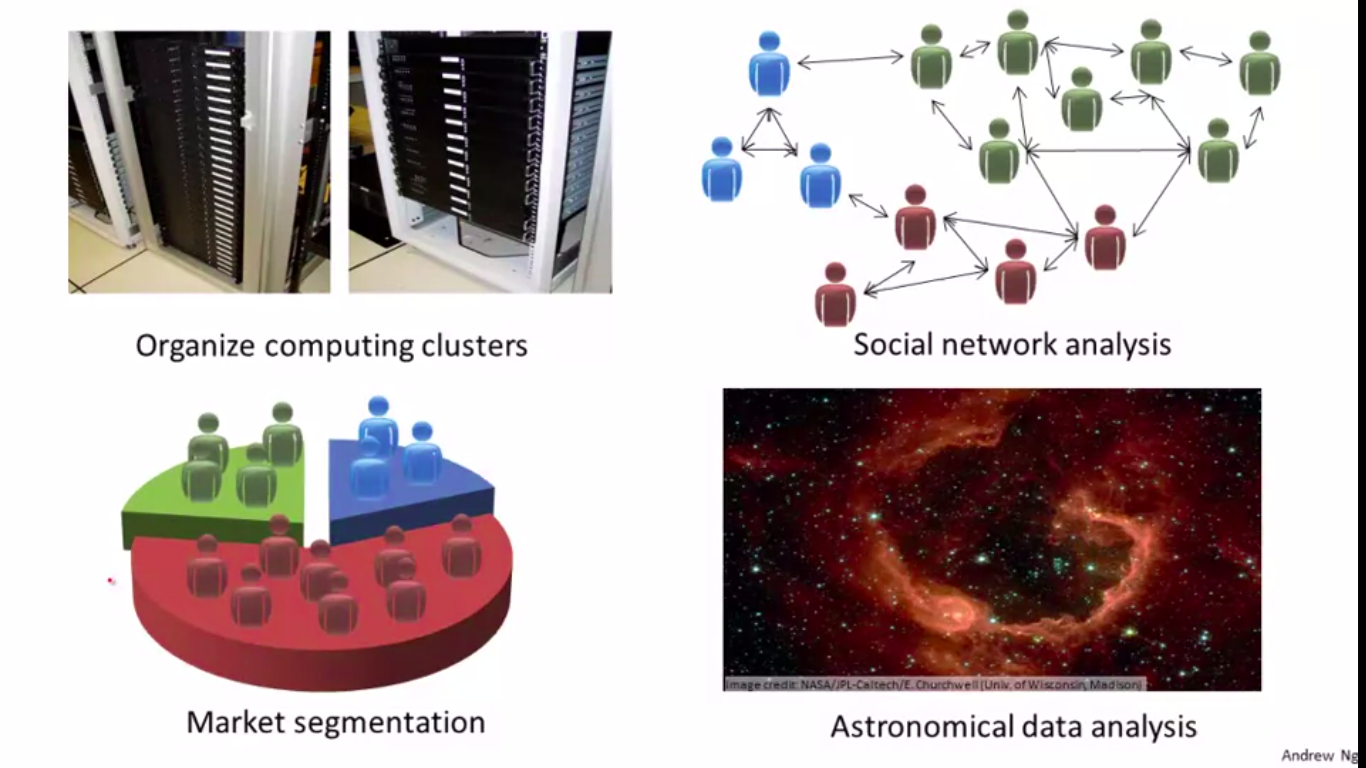 Organize computing clusters
Social network analysis
Market segmentation
Image credit: NASA/JPL-Caltech/E. Churchwell (Univ. of Wisconsin, Madison)
Astronomical data analysis
Andrew Ng